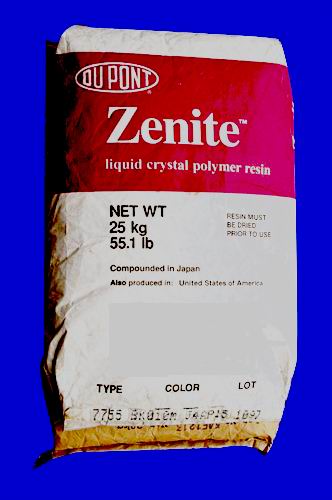 DU PONT
Zenite™
liquid crystal polymer resin
NET WT
25 kg
55.1 lb
RESIN MUST
BE DRIED
PRIOR TO USE
Compounded in Japan
Also produced in: United States of America
TYPE COLOR LOT
7755